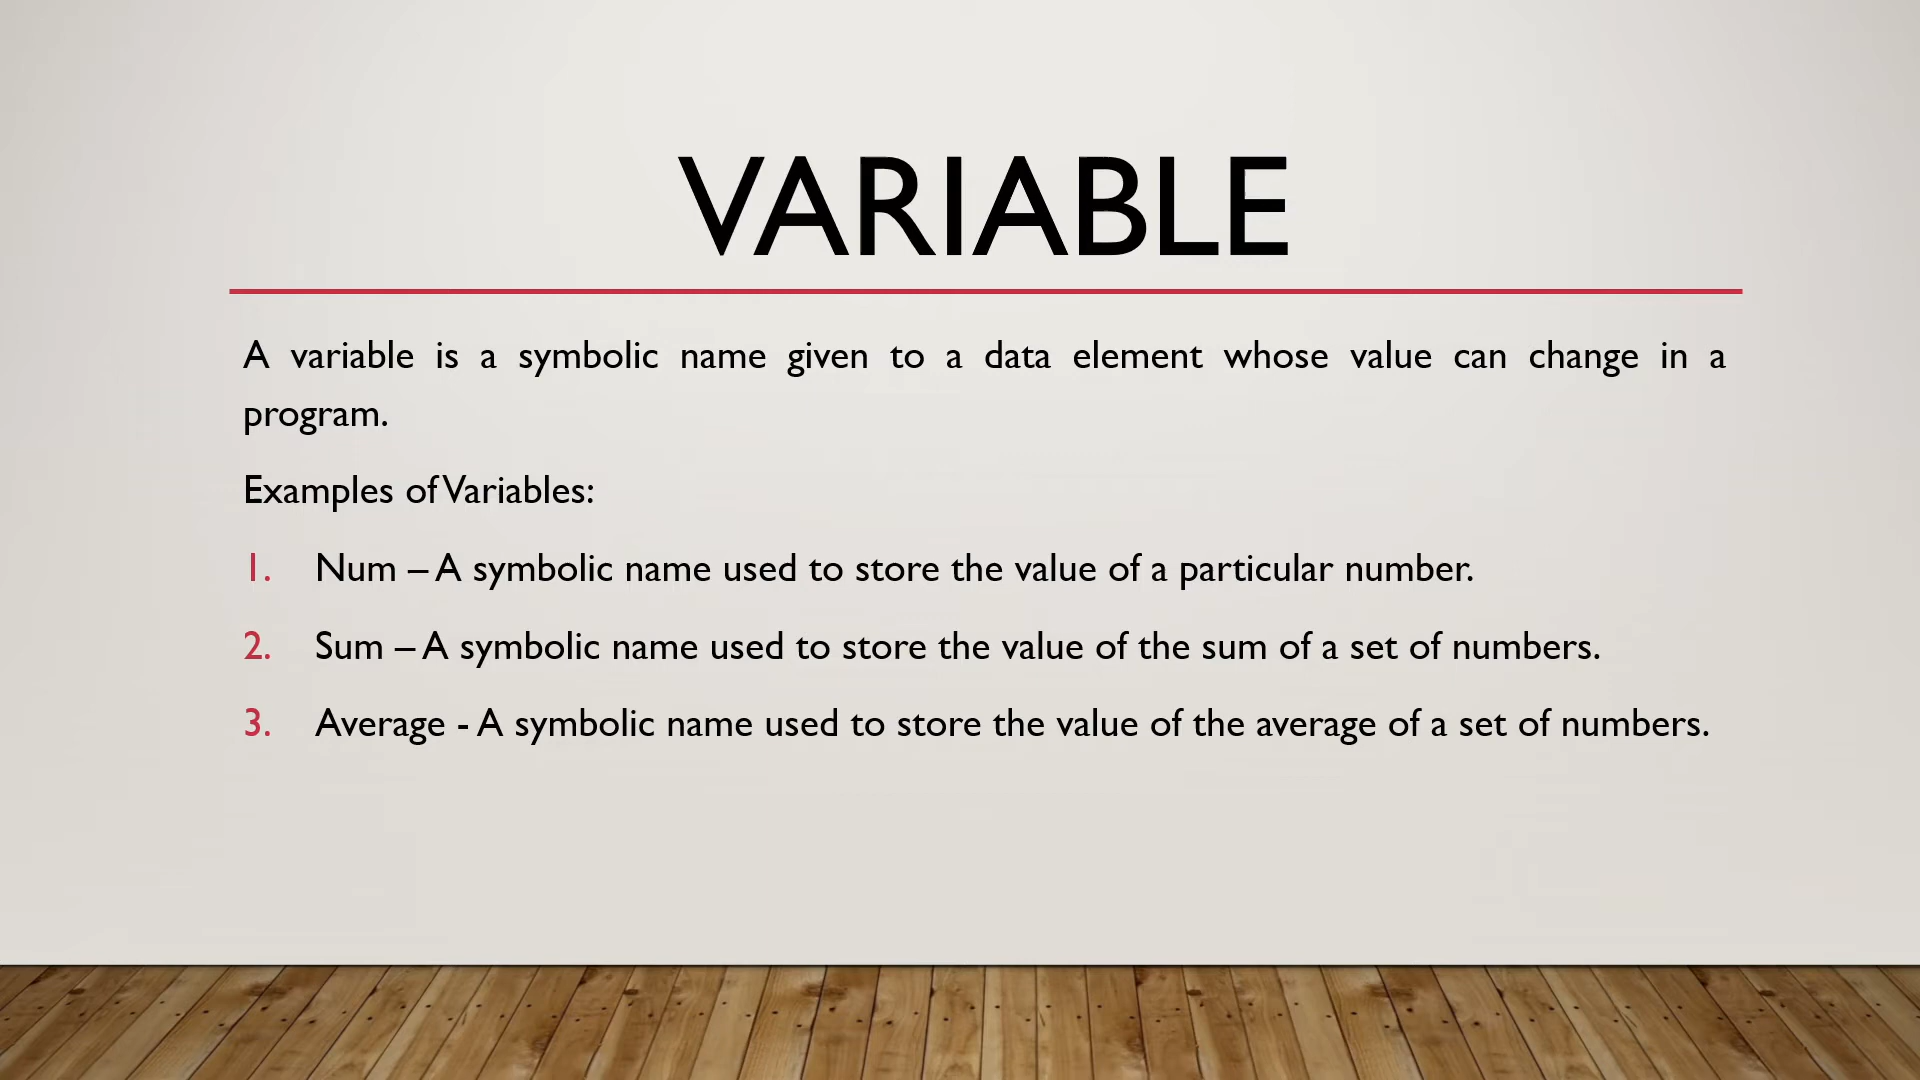 VARIABLE
A variable is a symbolic name given to a data element whose value can change in a
program.
Examples of Variables:
1. Num – A symbolic name used to store the value of a particular number.
2. Sum – A symbolic name used to store the value of the sum of a set of numbers.
3. Average - A symbolic name used to store the value of the average of a set of numbers.